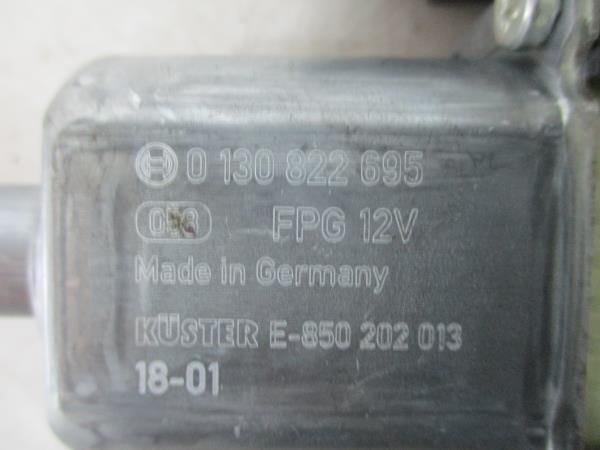 0 130 822 695
FPG 12V
Made in Germany
KÜSTER E-850 202 013
18-01